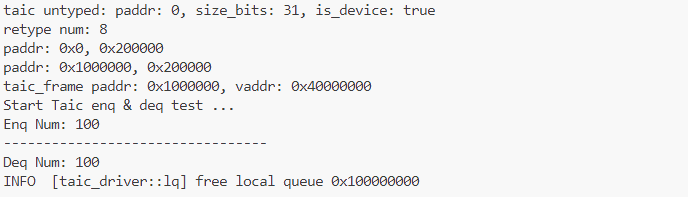 taic untyped: paddr: 0, size_bits: 31, is_device: true
retype num: 8
paddr: 0x0, 0x200000
paddr: 0x1000000, 0x200000
taic_frame paddr: 0x1000000, vaddr: 0x40000000
Start Taic enq & deq test ...
Enq Num: 100
---------------------------------
Deq Num: 100
INFO  [taic_driver::lq] free local queue 0x100000000